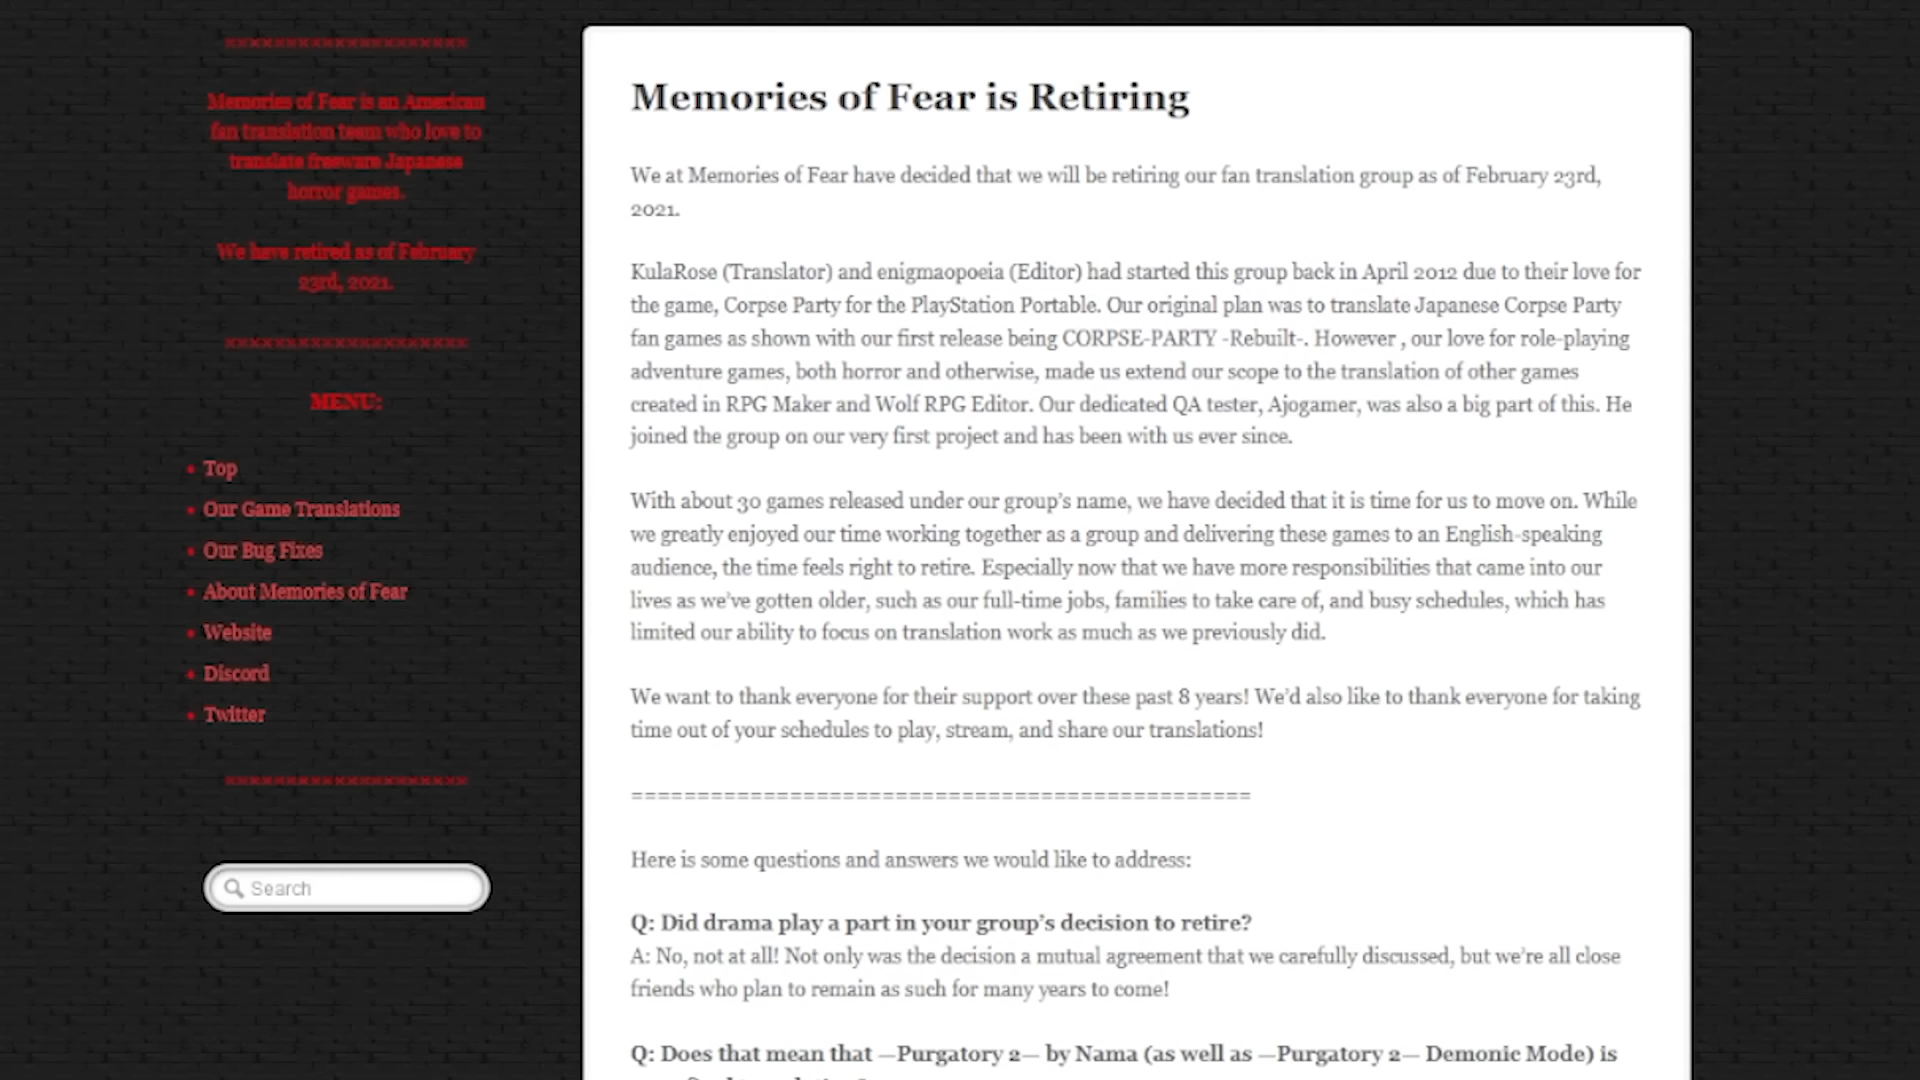 Memories of Fear is an American
fan translation team who love to
translate freeware Japanese
horror games.
We have retired as of February
23rd, 2021.
MENU:
Top
Our Game Translations
Our Bug Fixes
About Memories of Fear
Website
Discord
Twitter
Search
Memories of Fear is Retiring
We at Memories of Fear have decided that we will be retiring our fan translation group as of February 23rd,
2021.
KulaRose (Translator) and enigmaopoeia (Editor) had started this group back in April 2012 due to their love for
the game, Corpse Party for the PlayStation Portable. Our original plan was to translate Japanese Corpse Party
fan games as shown with our first release being CORPSE-PARTY -Rebuilt-. However , our love for role-playing
adventure games, both horror and otherwise, made us extend our scope to the translation of other games
created in RPG Maker and Wolf RPG Editor. Our dedicated QA tester, Ajogamer, was also a big part of this. He
joined the group on our very first project and has been with us ever since.
With about 30 games released under our group’s name, we have decided that it is time for us to move on. While
we greatly enjoyed our time working together as a group and delivering these games to an English-speaking
audience, the time feels right to retire. Especially now that we have more responsibilities that came into our
lives as we’ve gotten older, such as our full-time jobs, families to take care of, and busy schedules, which has
limited our ability to focus on translation work as much as we previously did.
We want to thank everyone for their support over these past 8 years! We’d also like to thank everyone for taking
time out of your schedules to play, stream, and share our translations!
===============================================
Here is some questions and answers we would like to address:
Q: Did drama play a part in your group’s decision to retire?
A: No, not at all! Not only was the decision a mutual agreement that we carefully discussed, but we’re all close
friends who plan to remain as such for many years to come!
Q: Does that mean that —Purgatory 2— by Nama (as well as —Purgatory 2— Demonic Mode) is